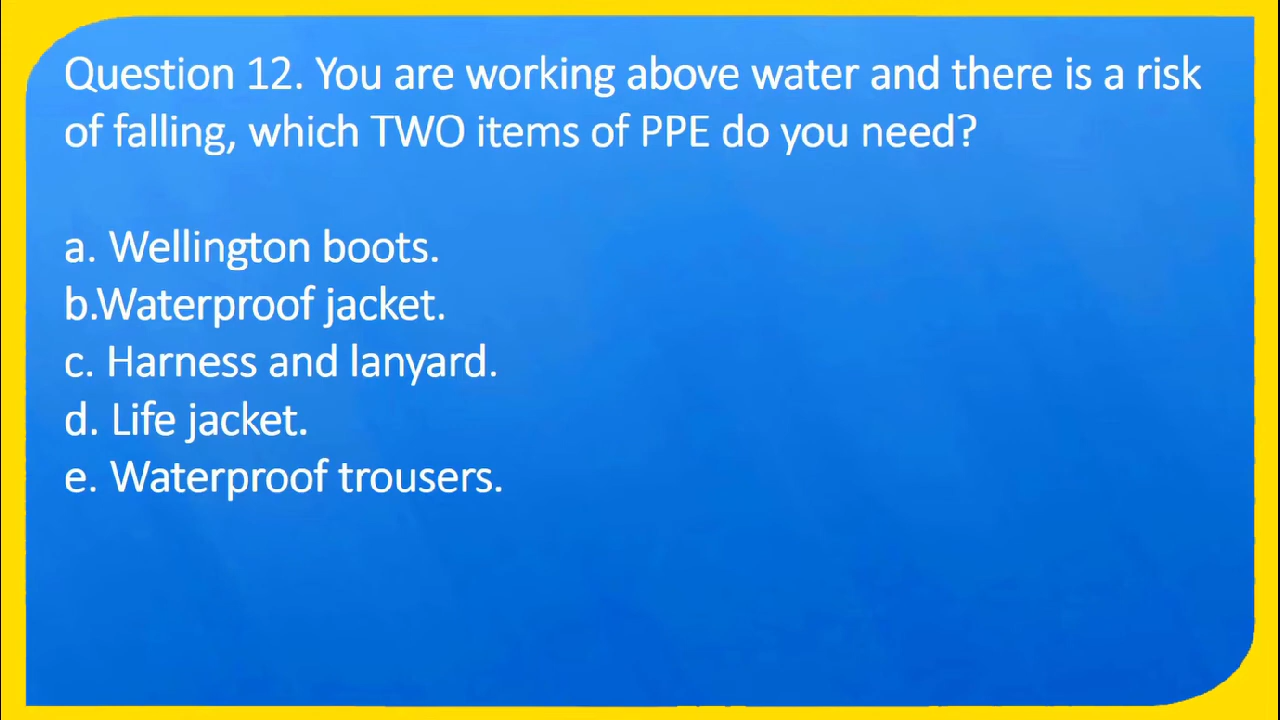 Question 12. You are working above water and there is a risk
of falling, which TWO items of PPE do you need?
a. Wellington boots.
b.Waterproof jacket.
c. Harness and lanyard.
d. Life jacket.
e. Waterproof trousers.